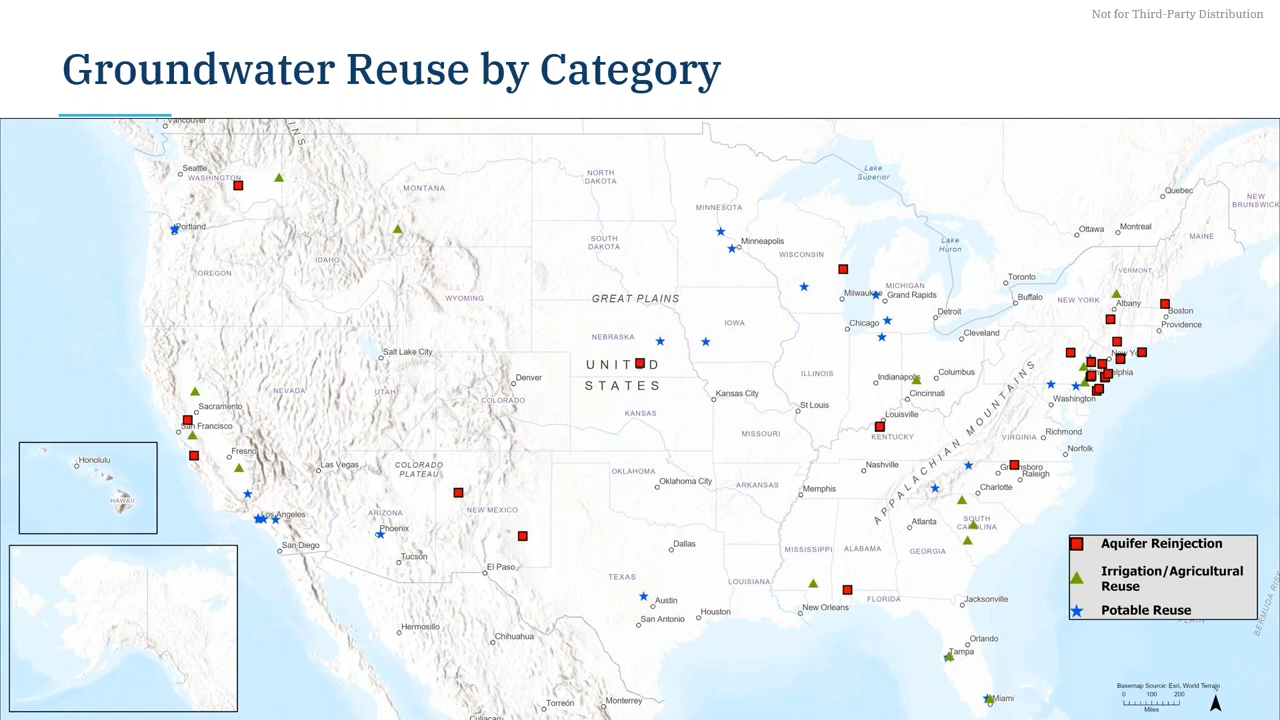 Not for Third-Party Distribution
Groundwater Reuse by Category
Vancouver
Seattle
WASHINGTON
Portland
OREGON
IDAHO
MONTANA
NORTH
DAKOTA
SOUTH
DAKOTA
MINNESOTA
Minneapolis
WISCONSIN
Lake
Superior
Lake
Huron
MICHIGAN
Grand Rapids
Milwaukee
Chicago
Detroit
Toronto
Buffalo
Ottawa
Montreal
Quebec
NEW
BRUNSWICK
MAINE
VERMONT
NEW YORK
Albany
Boston
Providence
Cleveland
WYOMING
GREAT PLAINS
NEBRASKA
IOWA
UNITED
STATES
Salt Lake City
NEVADA
UTAH
Denver
COLORADO
KANSAS
Kansas City
MISSOURI
St Louis
ILLINOIS
Indianapolis
Columbus
Cincinnati
Louisville
KENTUCKY
APPALACHIAN MOUNTAINS
Washington
Richmond
VIRGINIA
Norfolk
Sacramento
San Francisco
Fresno
Las Vegas
COLORADO
PLATEAU
Los Angeles
San Diego
ARIZONA
Phoenix
Tucson
NEW MEXICO
El Paso
OKLAHOMA
Oklahoma City
ARKANSAS
Memphis
Nashville
Greensboro
Raleigh
Charlotte
Atlanta
SOUTH
CAROLINA
GEORGIA
ALABAMA
MISSISSIPPI
Dallas
TEXAS
LOUISIANA
Austin
San Antonio
Houston
New Orleans
FLORIDA
Jacksonville
Orlando
Tampa
Miami
Hermosillo
Chihuahua
Torreón
Monterrey
Honolulu
HAWAII
Aquifer Reinjection
Irrigation/Agricultural
Reuse
Potable Reuse
Basemap Source: Esri, World Terrain
0 100 200
Miles